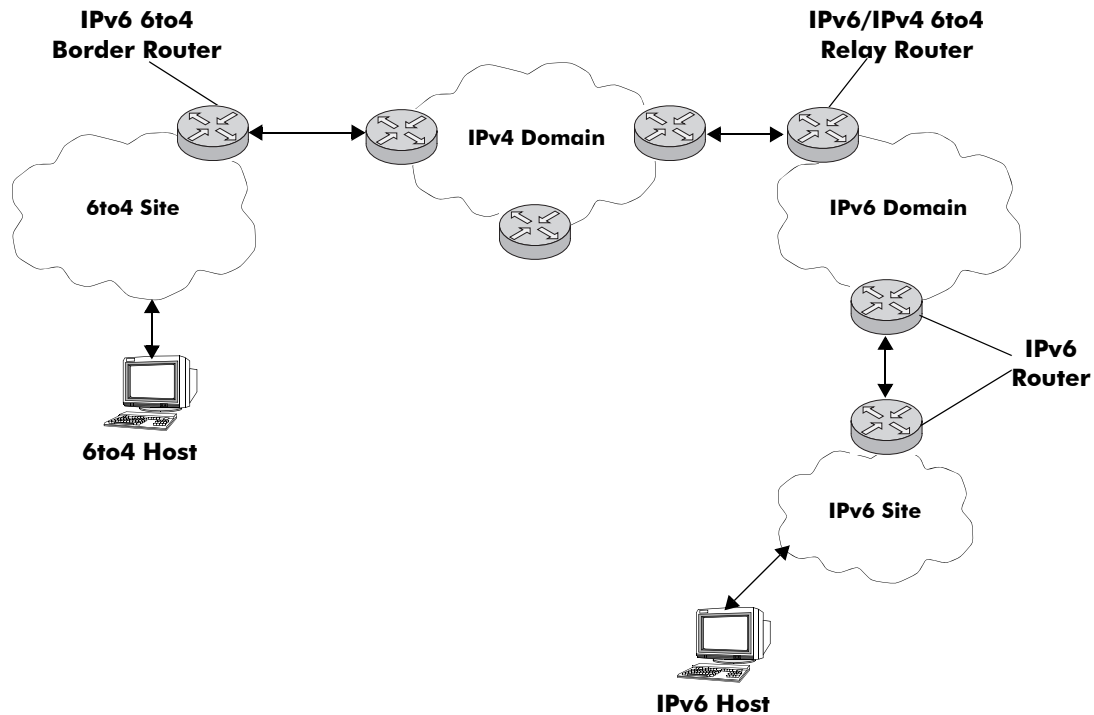 IPv6 6to4
Border Router
IPv6/IPv4 6to4
Relay Router
IPv4 Domain
6to4 Site
IPv6 Domain
IPv6
Router
6to4 Host
IPv6 Site
IPv6 Host